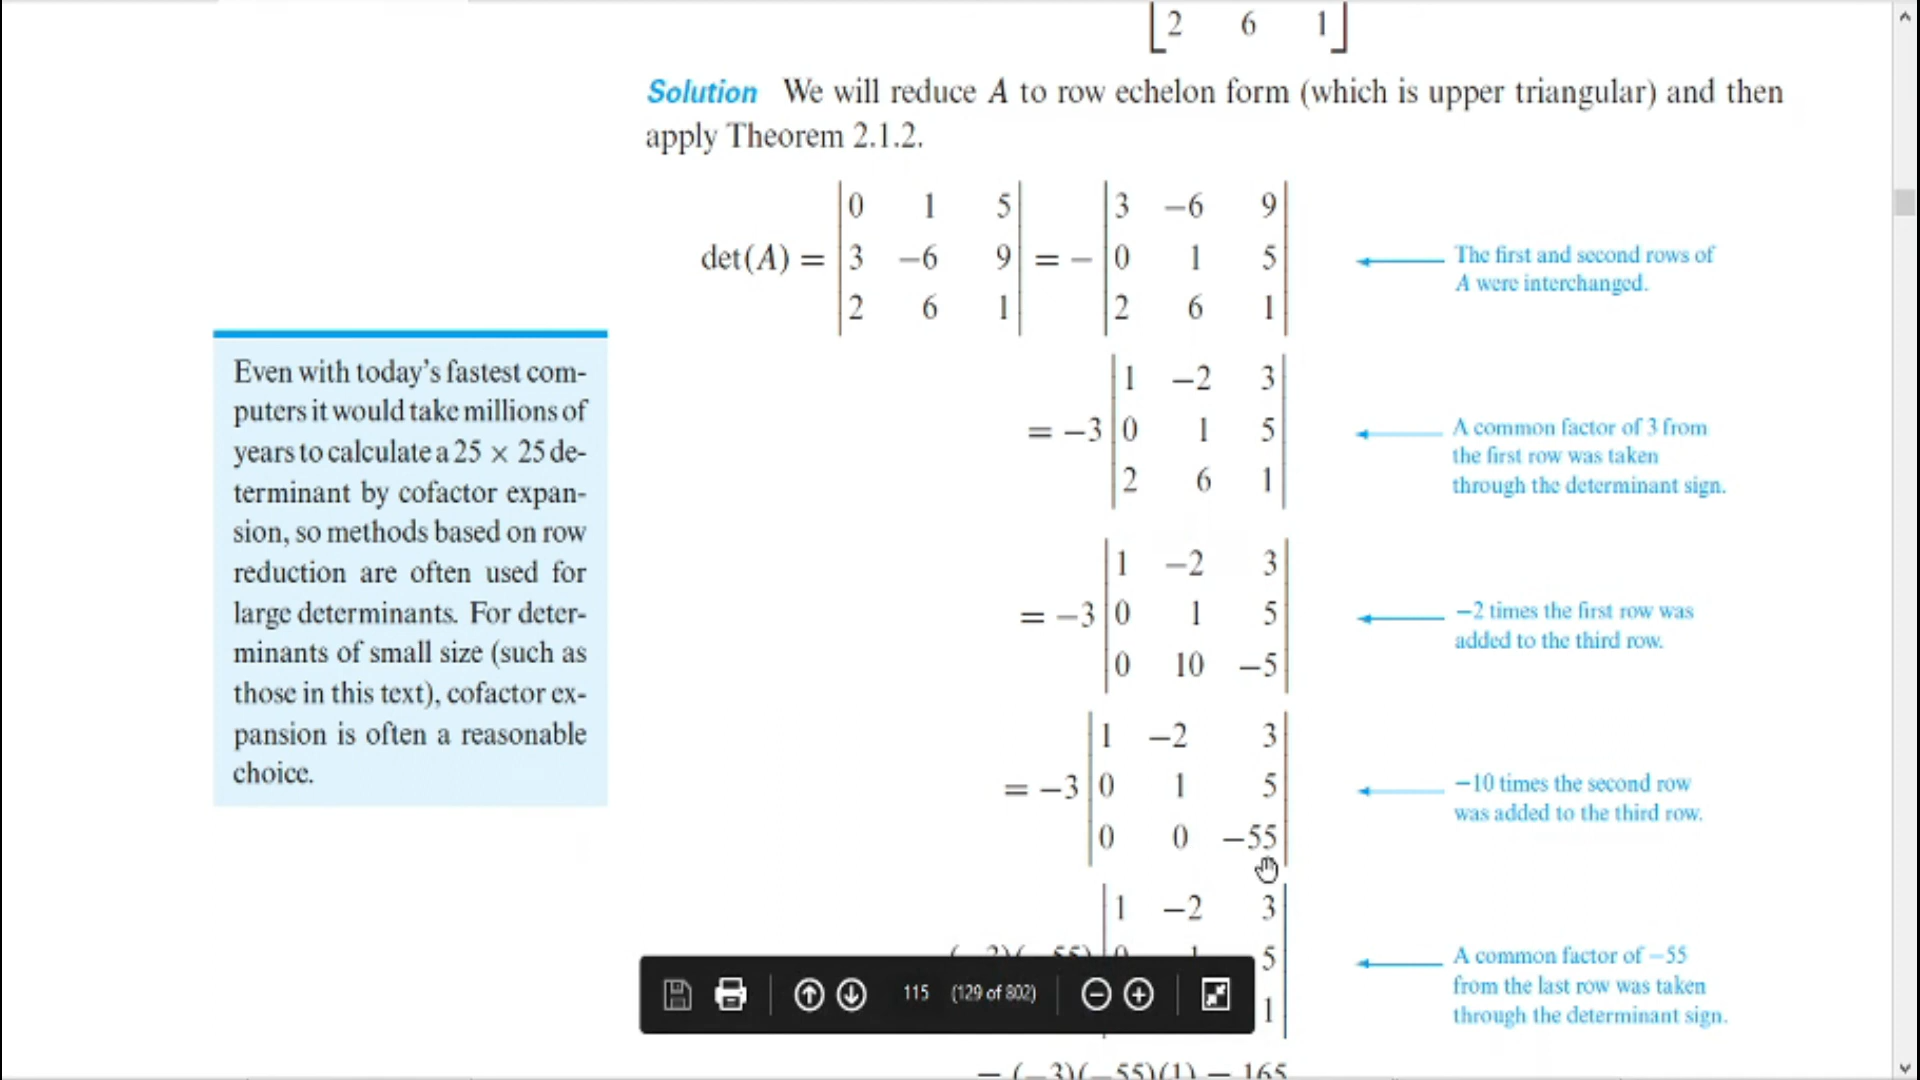 2 6 1
Solution We will reduce A to row echelon form (which is upper triangular) and then
apply Theorem 2.1.2.
0 1 5 3 −6 9
det(A) = 3 −6 9 = − 0 1 5
2 6 1 2 6 1
The first and second rows of
A were interchanged.
1 −2 3
= −3 0 1 5
2 6 1
A common factor of 3 from
the first row was taken
through the determinant sign.
1 −2 3
= −3 0 1 5
0 10 −5
−2 times the first row was
added to the third row.
1 −2 3
= −3 0 1 5
0 0 −55
−10 times the second row
was added to the third row.
1 −2 3
5
1
A common factor of −55
from the last row was taken
through the determinant sign.
= (−3)(−55)(1) = 165
Even with today's fastest com-
puters it would take millions of
years to calculate a 25 × 25 de-
terminant by cofactor expan-
sion, so methods based on row
reduction are often used for
large determinants. For deter-
minants of small size (such as
those in this text), cofactor ex-
pansion is often a reasonable
choice.
115 (129 of 802)